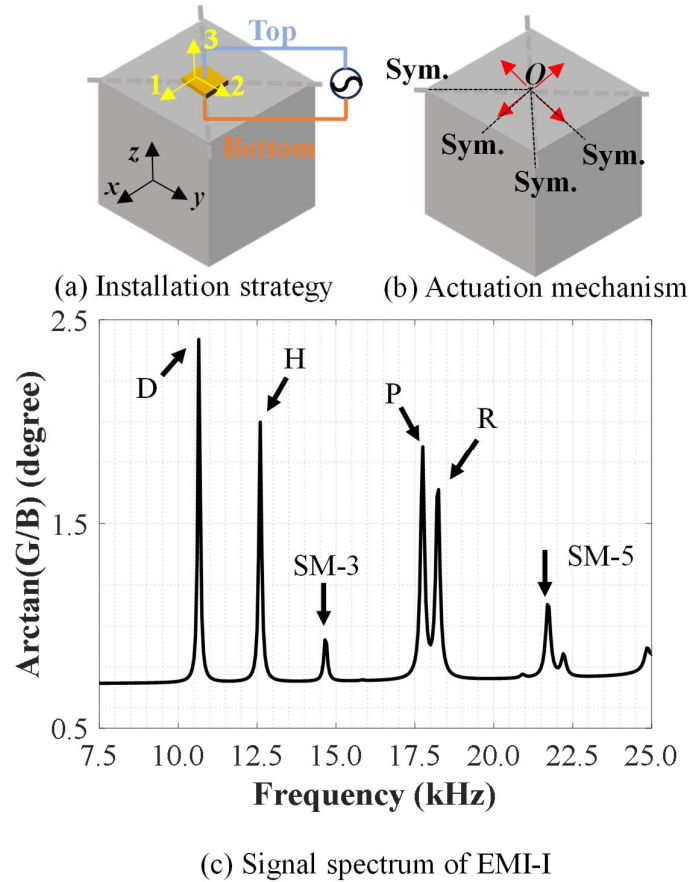 Top
3
1
2
Bottom
z
x
y
(a) Installation strategy
Sym.
O
Sym.
Sym.
Sym.
(b) Actuation mechanism
Arctan(G/B) (degree)
2.5
1.5
0.5
D
H
SM-3
P
R
SM-5
7.5 10.0 12.5 15.0 17.5 20.0 22.5 25.0
Frequency (kHz)
(c) Signal spectrum of EMI-I